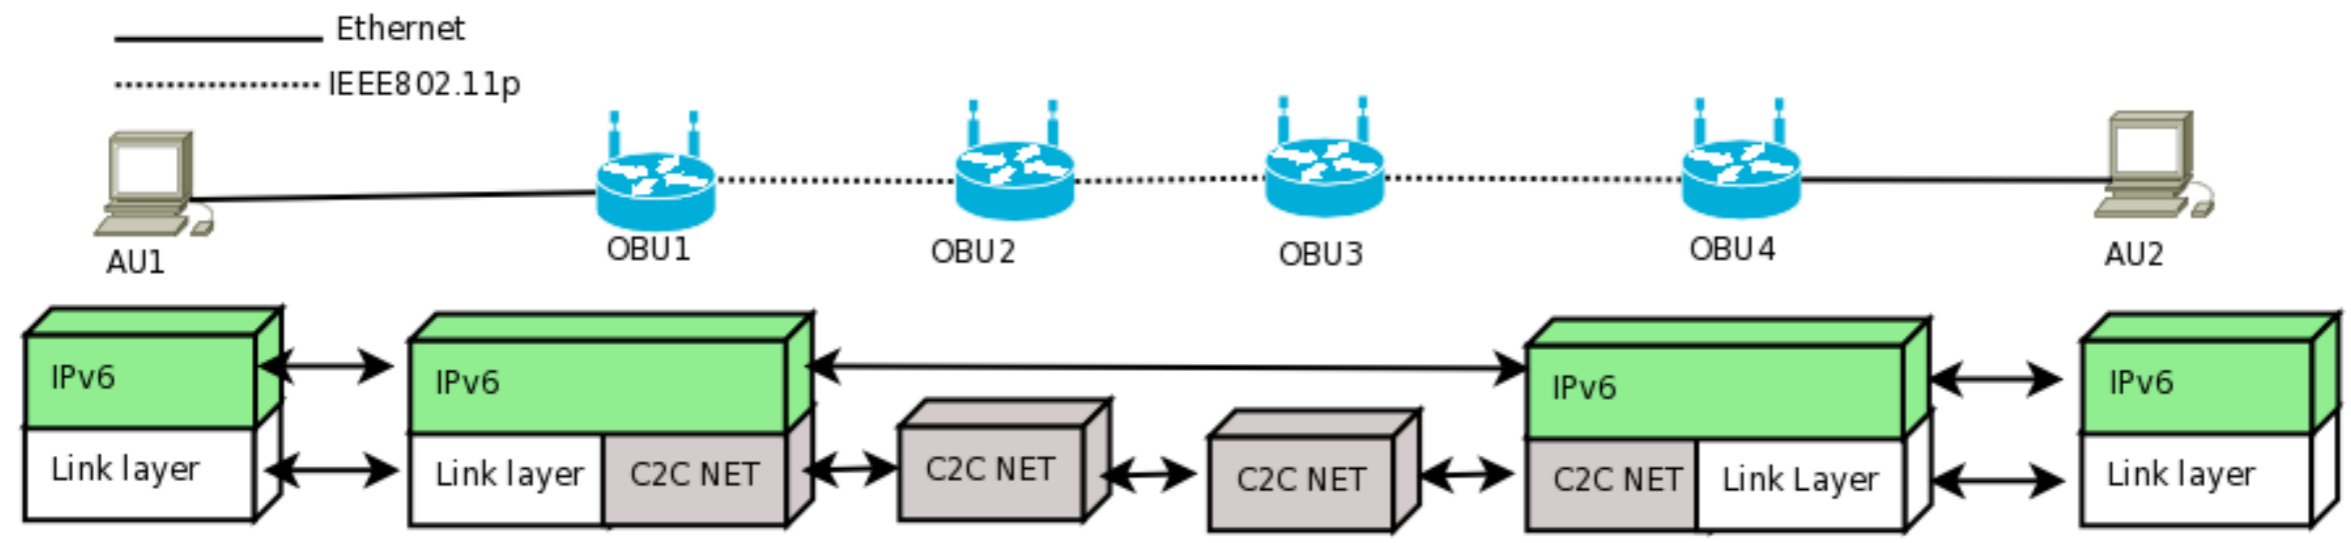 Ethernet
IEEE802.11p
AU1
OBU1
OBU2
OBU3
OBU4
AU2
IPv6
IPv6
IPv6
IPv6
Link layer
Link layer
C2C NET
C2C NET
C2C NET
C2C NET
Link Layer
Link layer